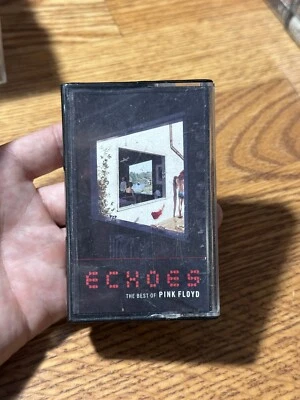 ECHOES
THE BEST OF PINK FLOYD